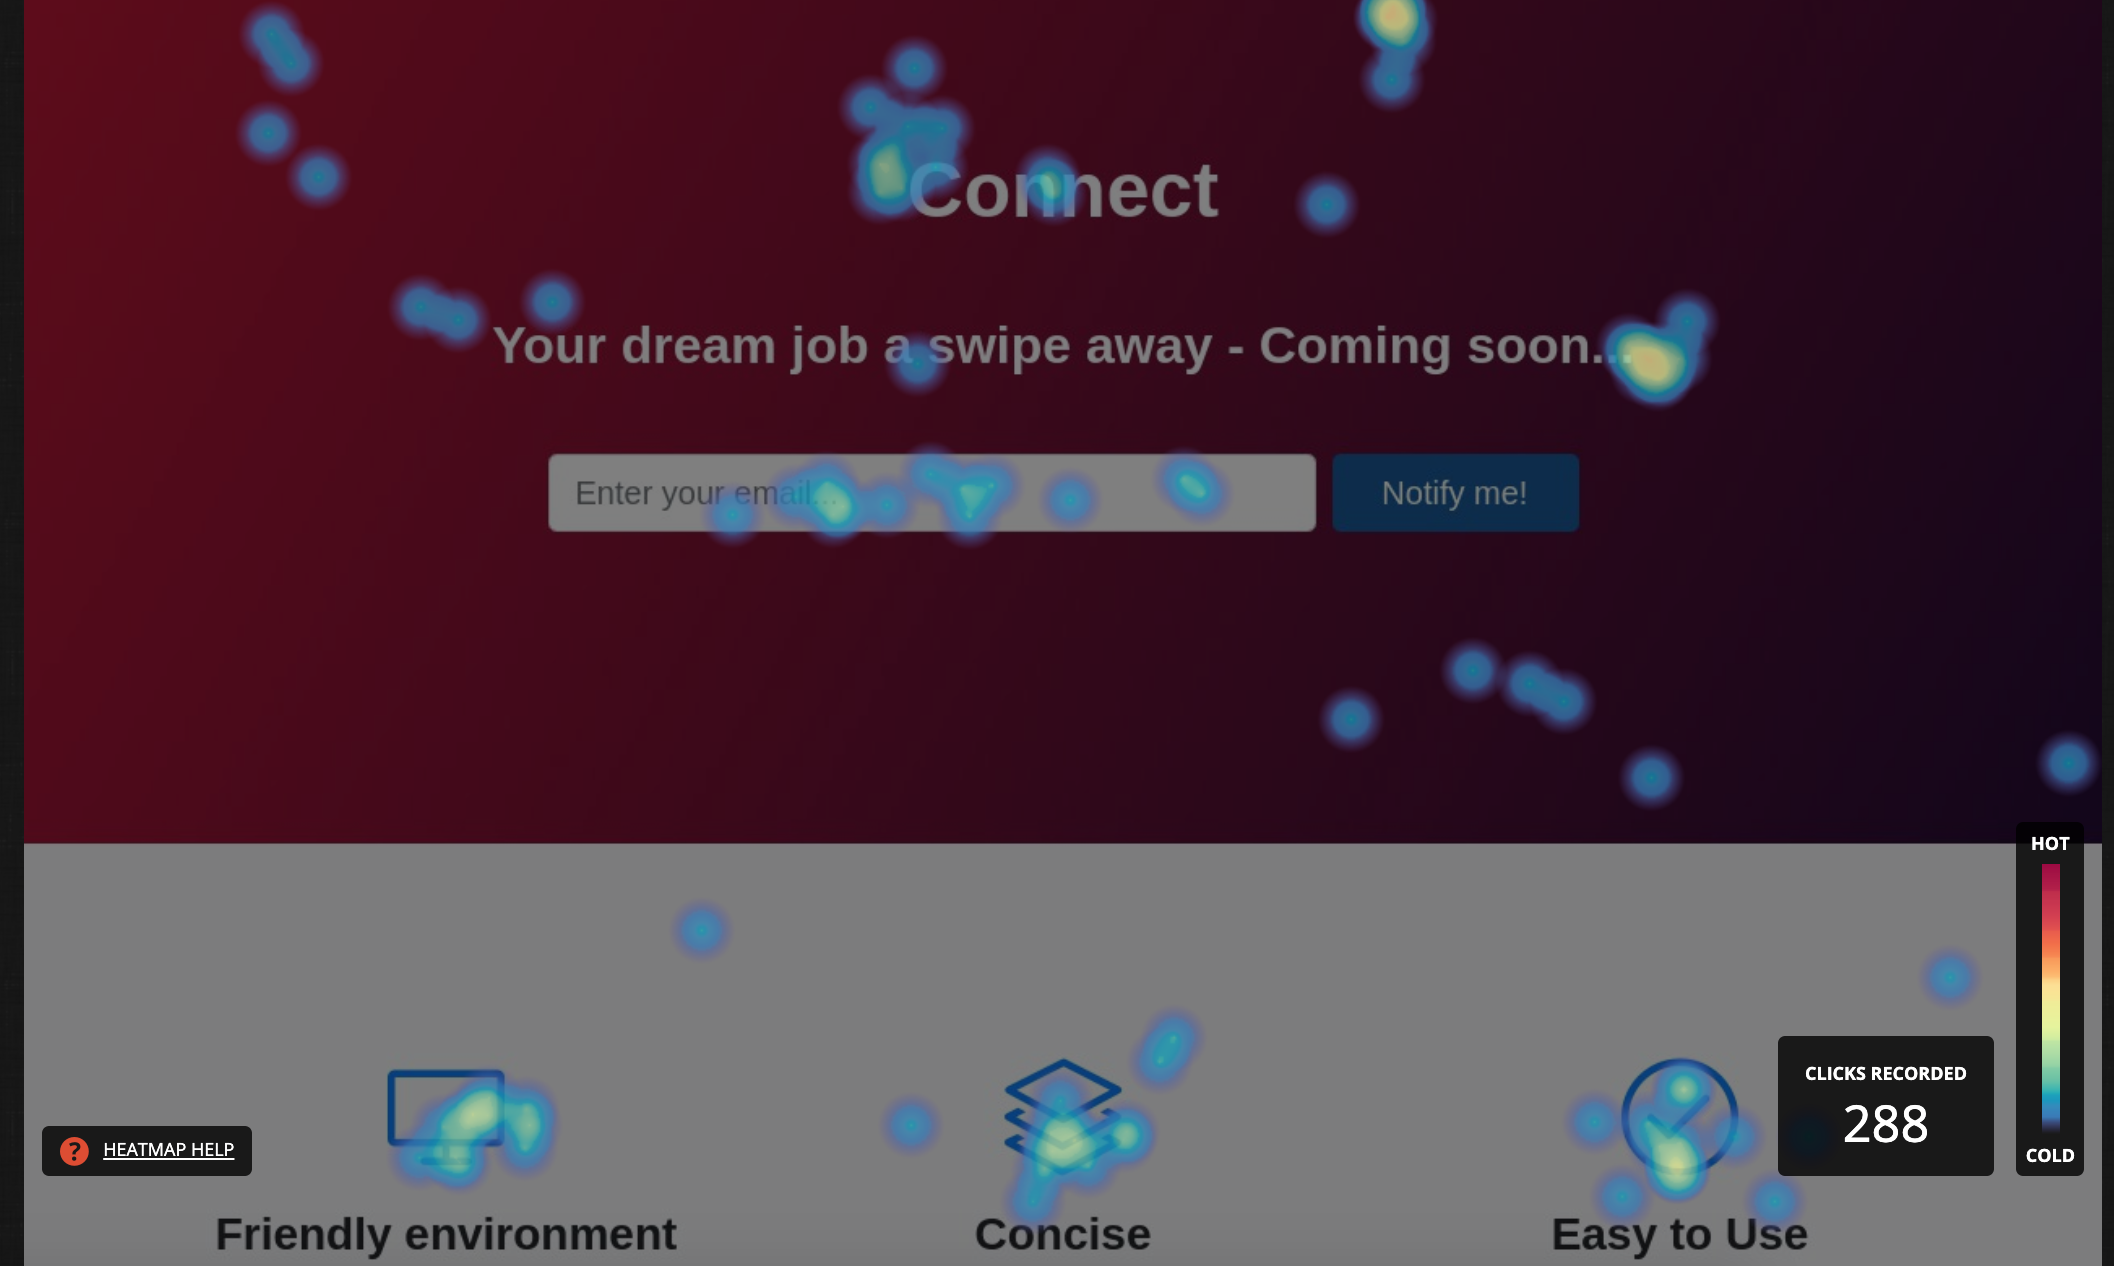 Connect
Your dream job a swipe away - Coming soon...
Enter your email...
Notify me!
HOT
CLICKS RECORDED
288
COLD
? HEATMAP HELP
Friendly environment
Concise
Easy to Use